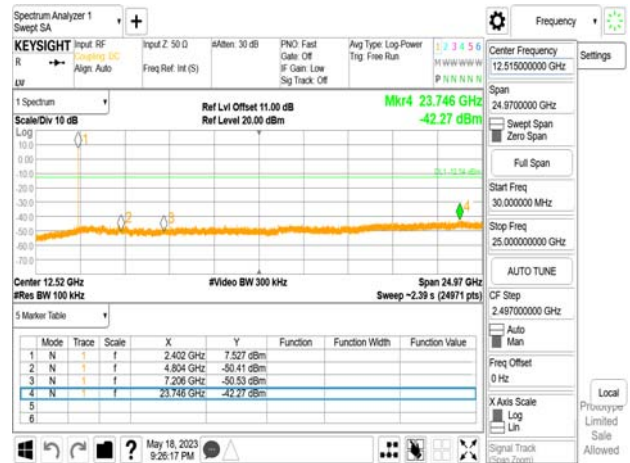 Spectrum Analyzer 1
Swept SA
Frequency
KEYSIGHT
R
Input: RF
Coupling: DC
Align: Auto
Input Z: 50 Ω
Freq Ref: Int (S)
#Atten: 30 dB
PNO: Fast
Gate: Off
IF Gain: Low
Sig Track: Off
Avg Type: Log-Power
Trig: Free Run
1 2 3 4 5 6
M W W W W W
P N N N N N
Settings
Center Frequency
12.515000000 GHz
Span
24.9700000 GHz
Swept Span
Zero Span
Full Span
Start Freq
30.000000 MHz
Stop Freq
25.000000000 GHz
AUTO TUNE
CF Step
2.497000000 GHz
Auto
Man
Freq Offset
0 Hz
X Axis Scale
Log
Lin
Signal Track
(Span Zoom)
Local
Prototype
Limited
Sale
Allowed
1 Spectrum
Scale/Div 10 dB
Ref Lvl Offset 11.00 dB
Ref Level 20.00 dBm
Mkr4 23.746 GHz
-42.27 dBm
Log
10.0
0.00
-10.0
-20.0
-30.0
-40.0
-50.0
-60.0
-70.0
1
2
3
4
Center 12.52 GHz
#Res BW 100 kHz
#Video BW 300 kHz
Span 24.97 GHz
Sweep ~2.39 s (24971 pts)
5 Marker Table
Mode Trace Scale X Y Function Function Width Function Value
1 N 1 f 2.402 GHz 7.527 dBm
2 N 1 f 4.804 GHz -50.41 dBm
3 N 1 f 7.206 GHz -50.53 dBm
4 N 1 f 23.746 GHz -42.27 dBm
5
6
?
May 18, 2023
9:26:17 PM